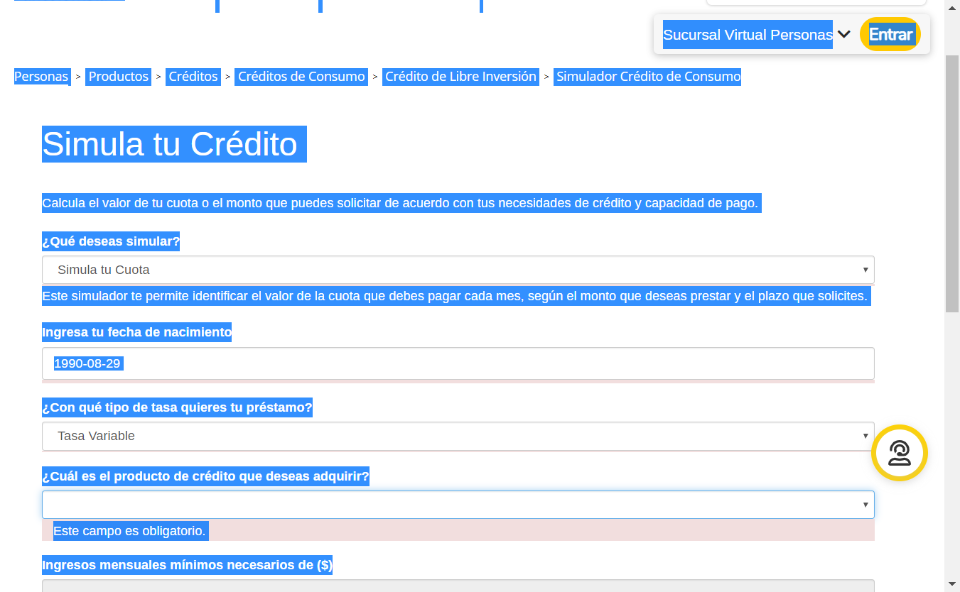 Sucursal Virtual Personas Entrar
Personas > Productos > Créditos > Créditos de Consumo > Crédito de Libre Inversión > Simulador Crédito de Consumo
Simula tu Crédito
Calcula el valor de tu cuota o el monto que puedes solicitar de acuerdo con tus necesidades de crédito y capacidad de pago.
¿Qué deseas simular?
Simula tu Cuota
Este simulador te permite identificar el valor de la cuota que debes pagar cada mes, según el monto que deseas prestar y el plazo que solicites.
Ingresa tu fecha de nacimiento
1990-08-29
¿Con qué tipo de tasa quieres tu préstamo?
Tasa Variable
¿Cuál es el producto de crédito que deseas adquirir?
Este campo es obligatorio.
Ingresos mensuales mínimos necesarios de ($)